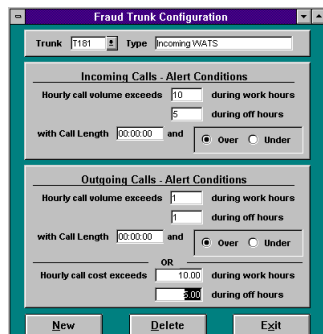 Fraud Trunk Configuration
Trunk T181 Type Incoming WATS
Incoming Calls - Alert Conditions
Hourly call volume exceeds 10 during work hours
5 during off hours
with Call Length 00:00:00 and Over Under
Outgoing Calls - Alert Conditions
Hourly call volume exceeds 1 during work hours
1 during off hours
with Call Length 00:00:00 and Over Under
OR
Hourly call cost exceeds 10.00 during work hours
5.00 during off hours
New Delete Exit